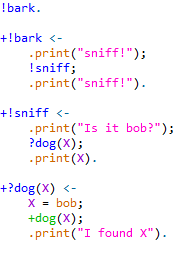 !bark.
+!bark <-
.print("sniff!");
!sniff;
.print("sniff!").
+!sniff <-
.print("Is it bob?");
?dog(X);
.print(X).
+?dog(X) <-
X = bob;
+dog(X);
.print("I found X").